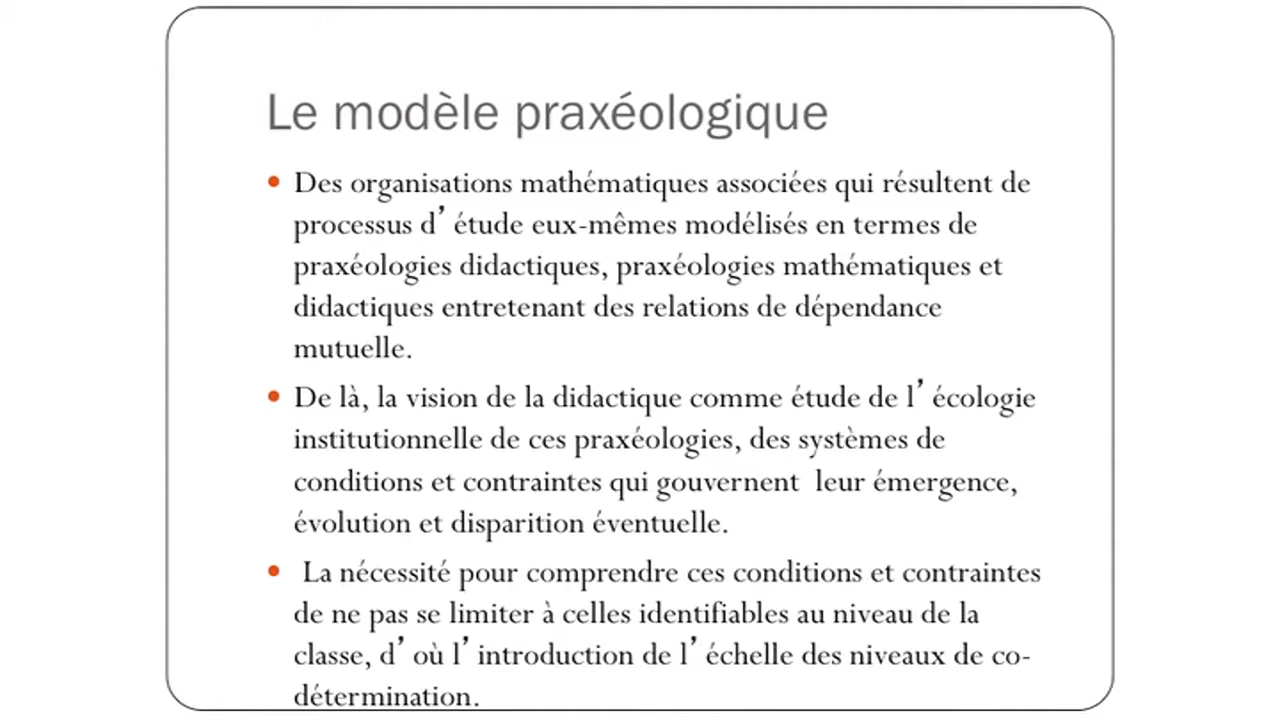 Le modèle praxéologique
• Des organisations mathématiques associées qui résultent de
processus d’ étude eux-mêmes modélisés en termes de
praxéologies didactiques, praxéologies mathématiques et
didactiques entretenant des relations de dépendance
mutuelle.
• De là, la vision de la didactique comme étude de l’ écologie
institutionnelle de ces praxéologies, des systèmes de
conditions et contraintes qui gouvernent  leur émergence,
évolution et disparition éventuelle.
•  La nécessité pour comprendre ces conditions et contraintes
de ne pas se limiter à celles identifiables au niveau de la
classe, d’ où l’ introduction de l’ échelle des niveaux de co-
détermination.